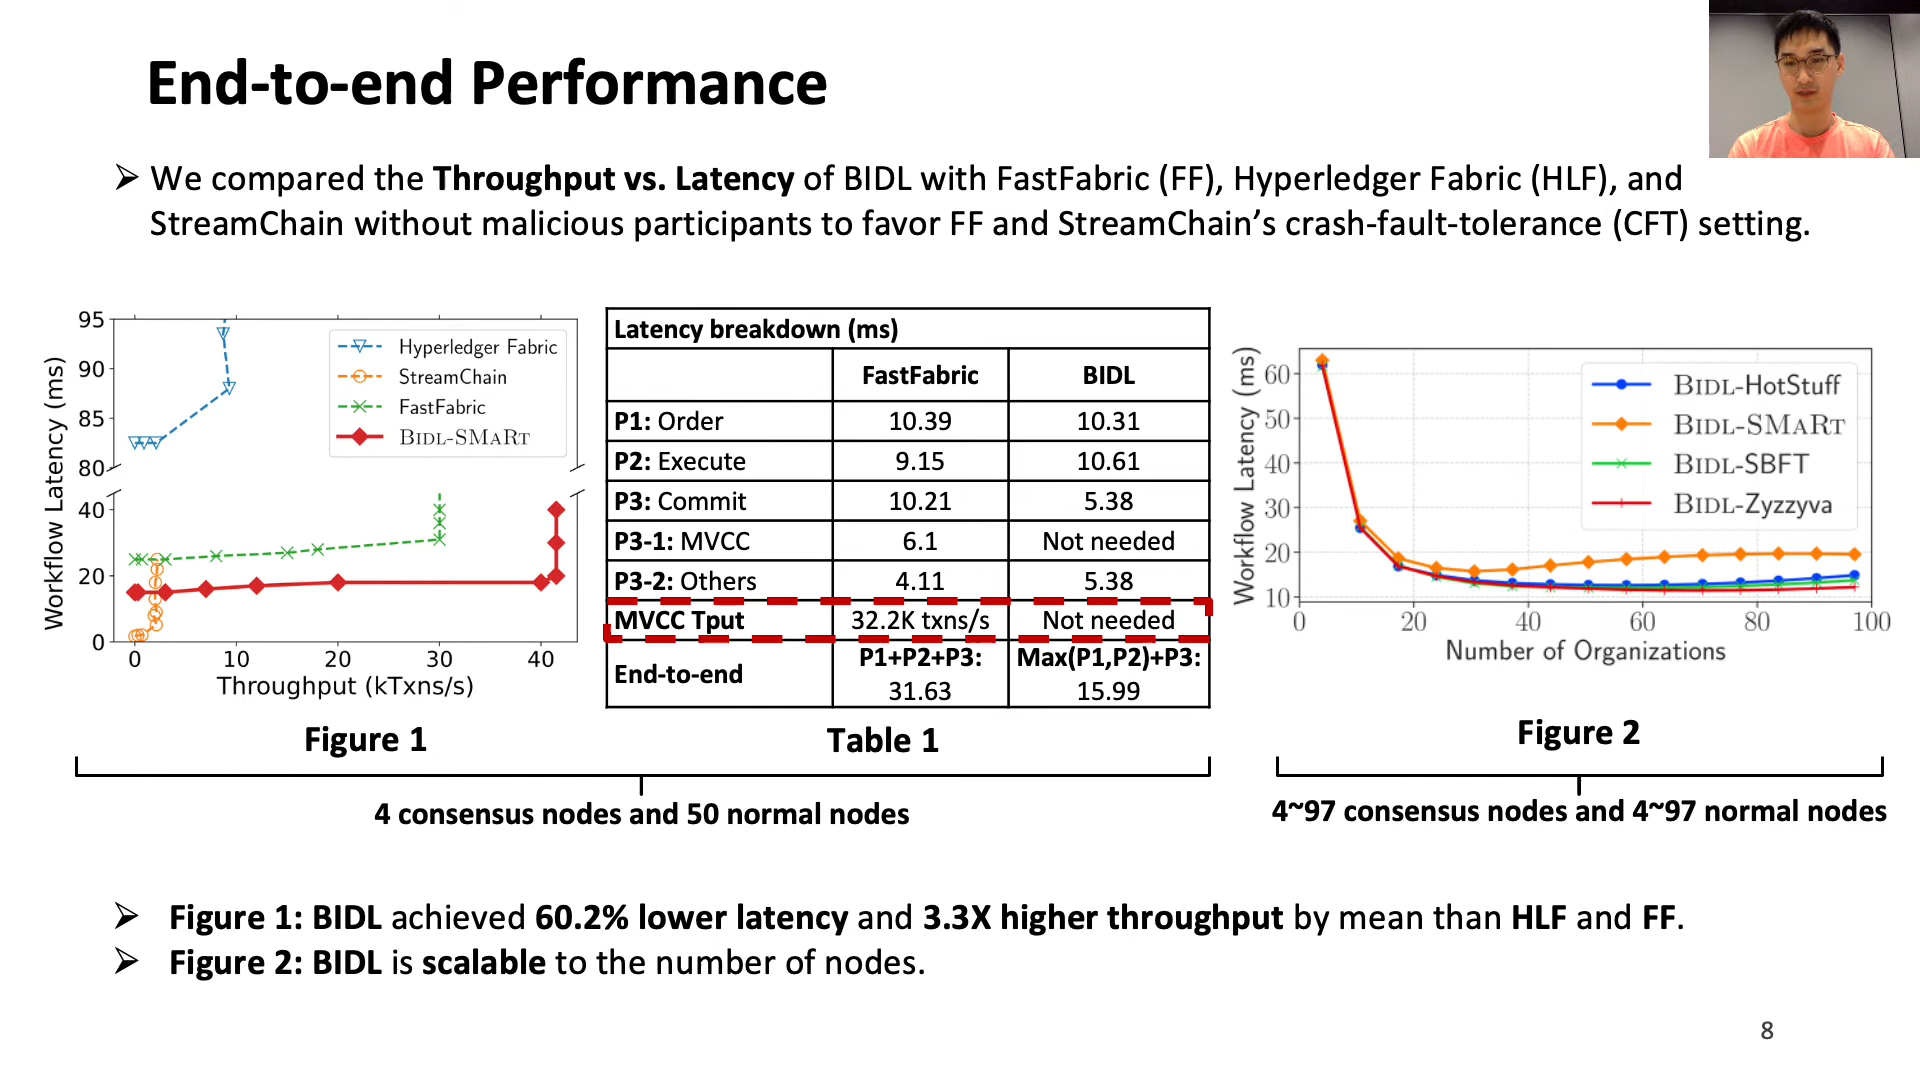 End-to-end Performance
➢ We compared the Throughput vs. Latency of BIDL with FastFabric (FF), Hyperledger Fabric (HLF), and
StreamChain without malicious participants to favor FF and StreamChain’s crash-fault-tolerance (CFT) setting.
Workflow Latency (ms)
95
90
85
80
40
20
0
Hyperledger Fabric
StreamChain
FastFabric
BIDL-SMART
0 10 20 30 40
Throughput (kTxns/s)
Figure 1
Latency breakdown (ms)
FastFabric BIDL
P1: Order 10.39 10.31
P2: Execute 9.15 10.61
P3: Commit 10.21 5.38
P3-1: MVCC 6.1 Not needed
P3-2: Others 4.11 5.38
MVCC Tput 32.2K txns/s Not needed
End-to-end P1+P2+P3: Max(P1,P2)+P3:
31.63 15.99
Table 1
4 consensus nodes and 50 normal nodes
Workflow Latency (ms)
60
50
40
30
20
10
BIDL-HotStuff
BIDL-SMART
BIDL-SBFT
BIDL-Zyzzyva
0 20 40 60 80 100
Number of Organizations
Figure 2
4~97 consensus nodes and 4~97 normal nodes
➢ Figure 1: BIDL achieved 60.2% lower latency and 3.3X higher throughput by mean than HLF and FF.
➢ Figure 2: BIDL is scalable to the number of nodes.
8